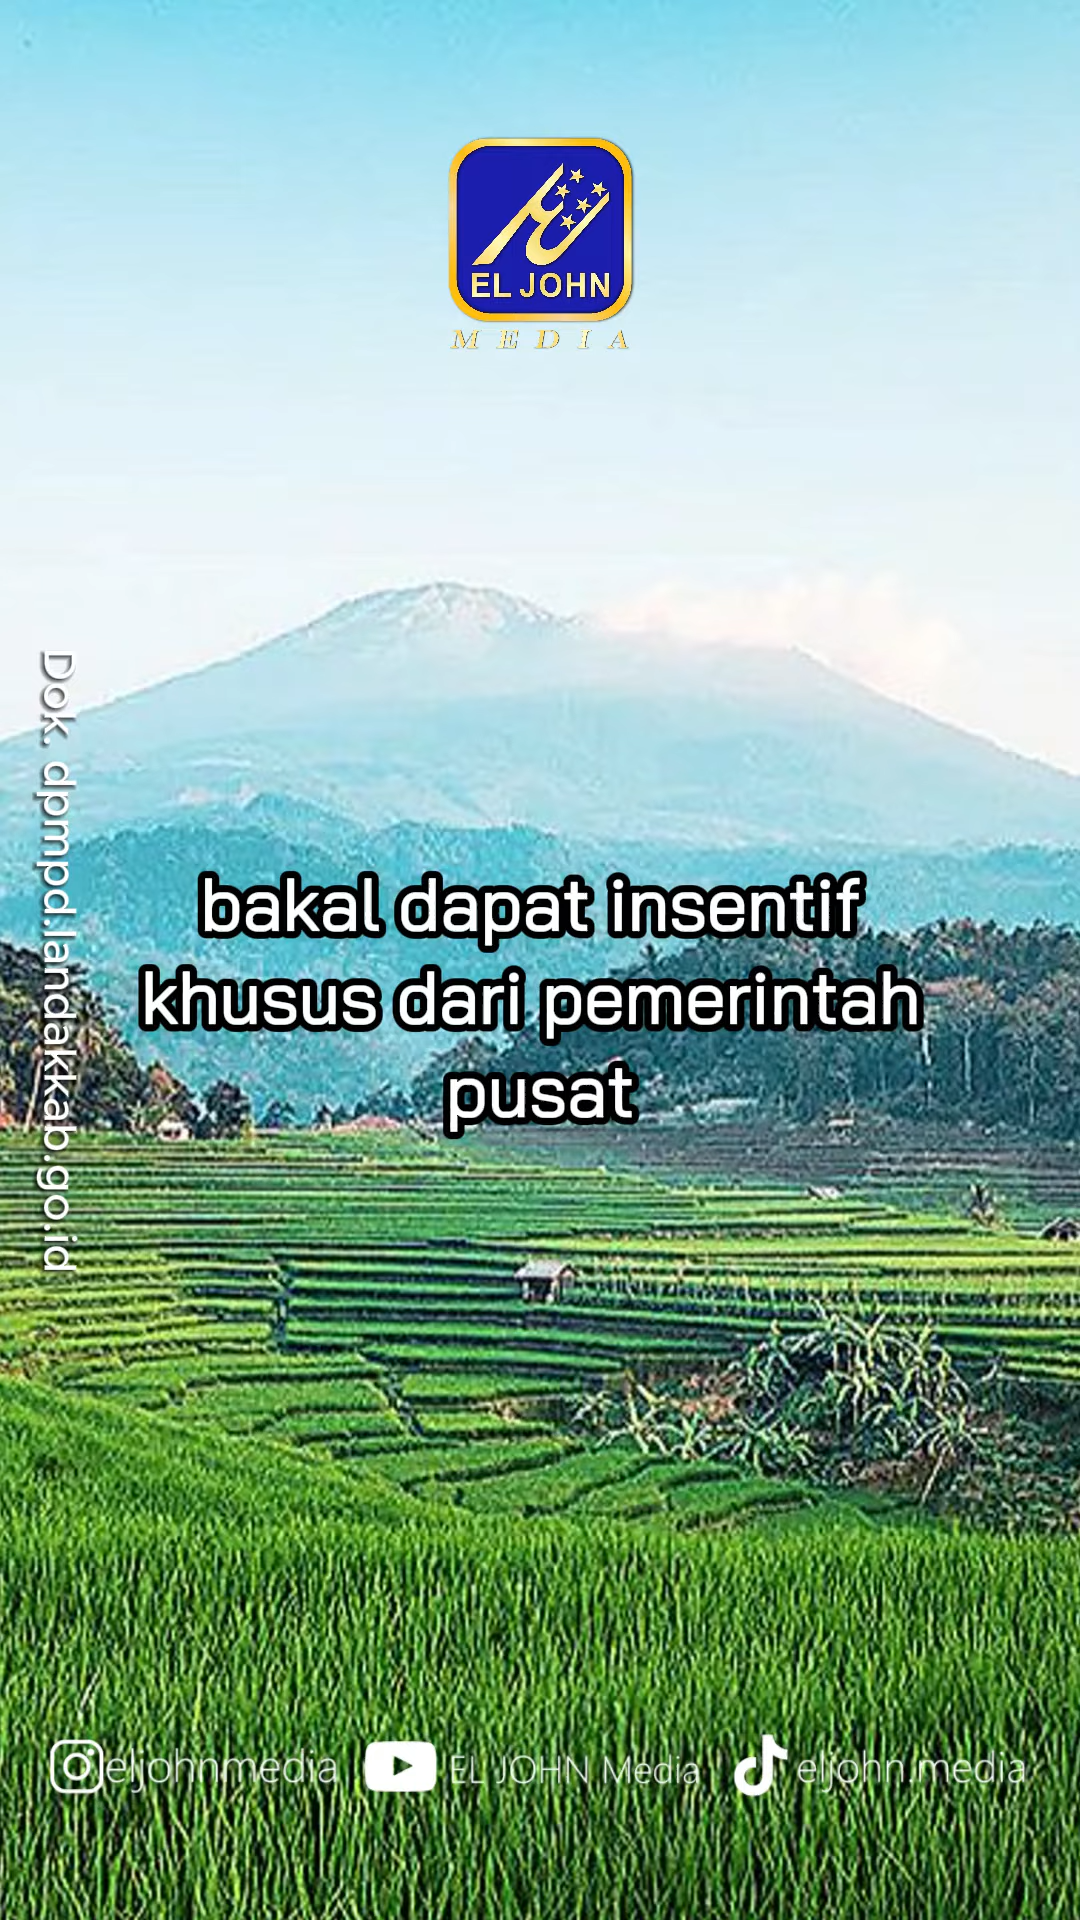 EL JOHN
MEDIA
Dok. dpmpd.landakkab.go.id
bakal dapat insentif
khusus dari pemerintah
pusat
eljohnmedia
EL JOHN Media
eljohn.media